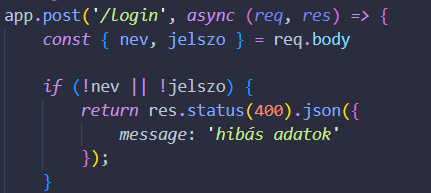 app.post('/login', async (req, res) => {
    const { nev, jelszo } = req.body
    if (!nev || !jelszo) {
        return res.status(400).json({
            message: 'hibás adatok'
        });
    }